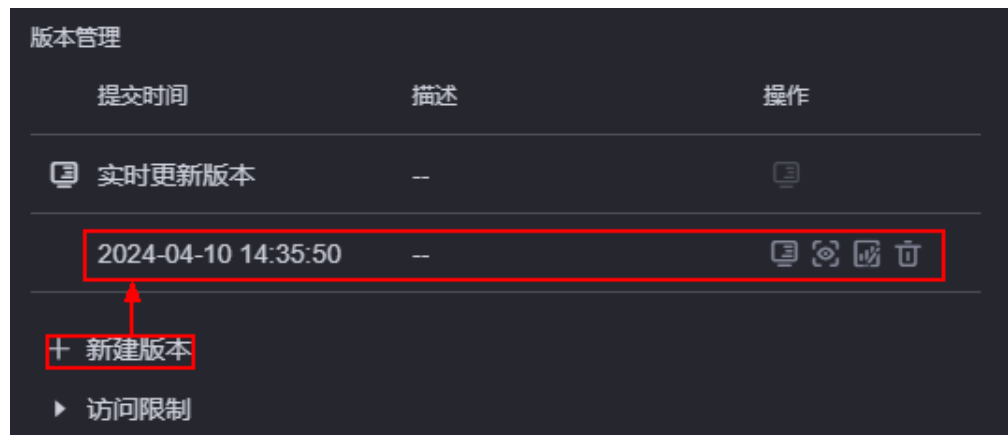 版本管理
提交时间 描述 操作
实时更新版本 --
2024-04-10 14:35:50 --
+ 新建版本
访问限制